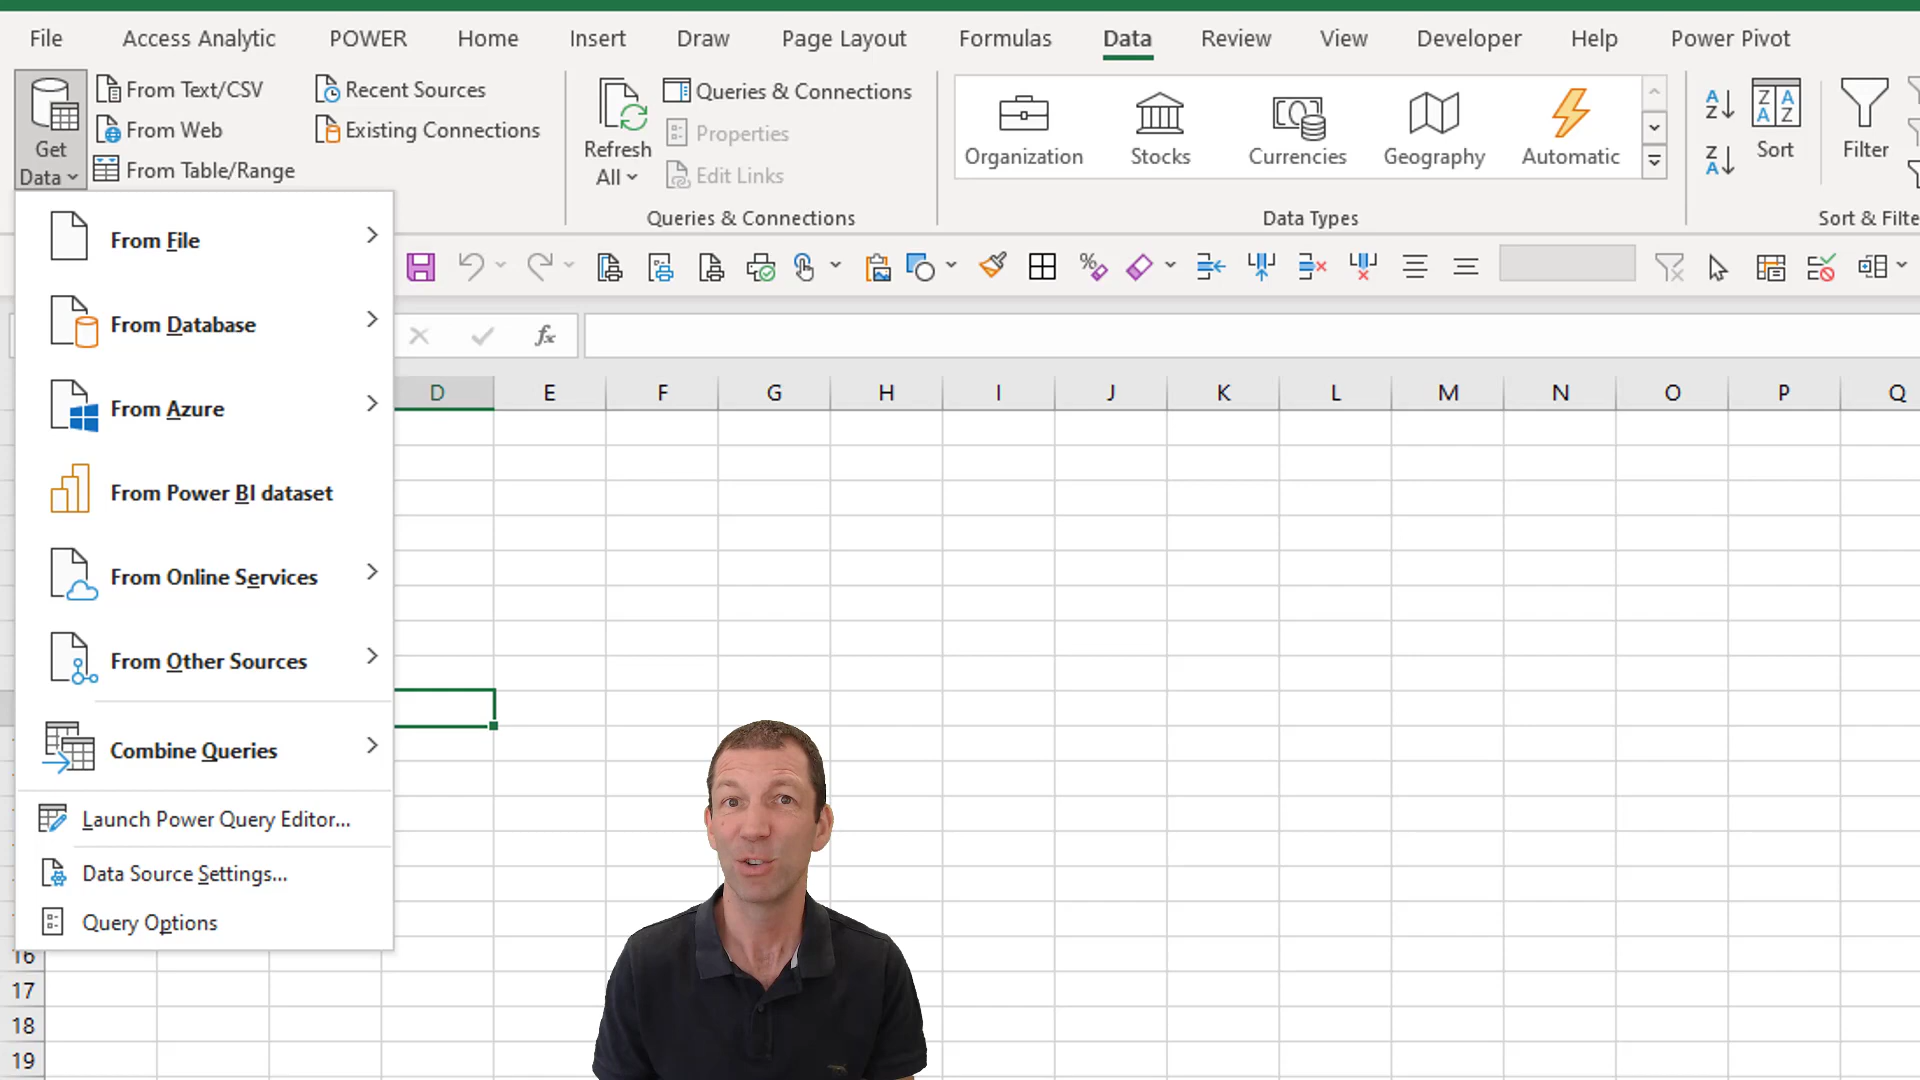 File Access Analytic POWER Home Insert Draw Page Layout Formulas Data Review View Developer Help Power Pivot
Get Data
From Text/CSV
From Web
From Table/Range
Recent Sources
Existing Connections
Refresh All
Queries & Connections
Properties
Edit Links
Queries & Connections
Organization Stocks Currencies Geography Automatic
Data Types
Sort
Filter
Sort & Filte
From File
From Database
From Azure
From Power BI dataset
From Online Services
From Other Sources
Combine Queries
Launch Power Query Editor...
Data Source Settings...
Query Options
fx
D E F G H I J K L M N O P Q
16
17
18
19